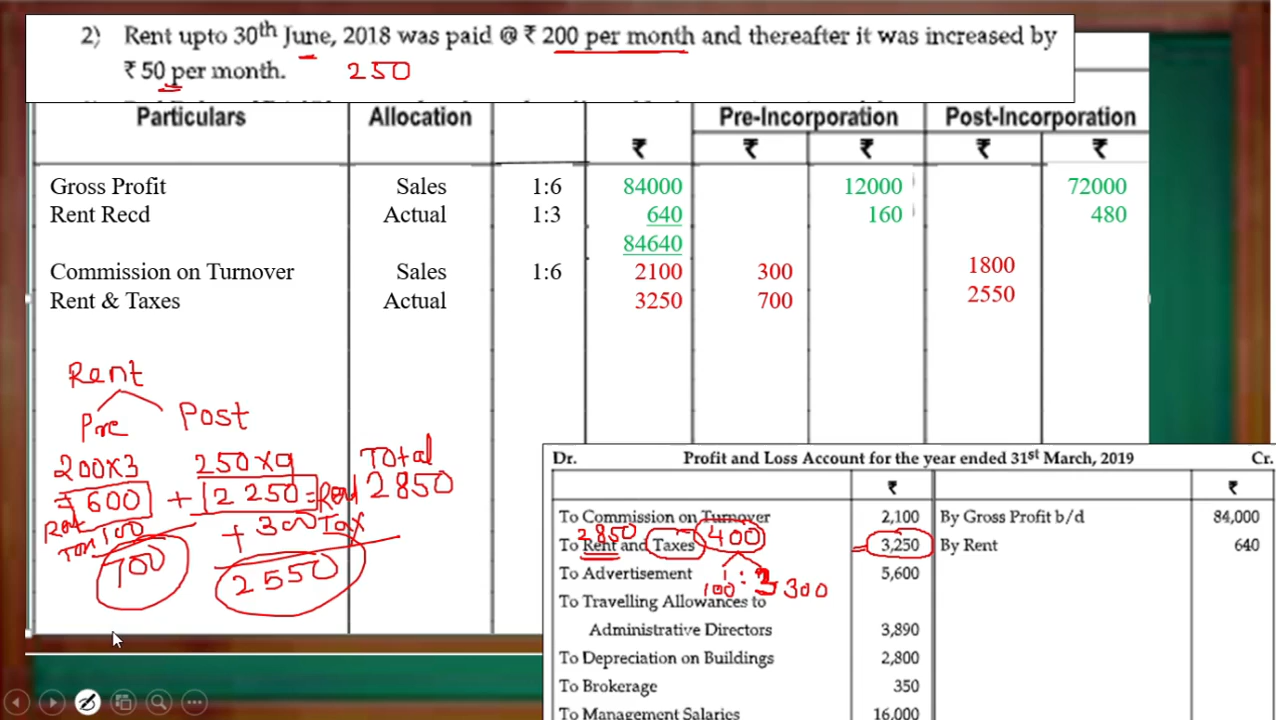 2) Rent upto 30th June, 2018 was paid @ ₹ 200 per month and thereafter it was increased by
₹ 50 per month. 250
Particulars Allocation ₹ Pre-Incorporation Post-Incorporation
₹ ₹ ₹ ₹
Gross Profit Sales 1:6 84000 12000 72000
Rent Recd Actual 1:3 640 160 480
84640
Commission on Turnover Sales 1:6 2100 300 1800
Rent & Taxes Actual 3250 700 2550
Rent
Pre Post
200x3 250x9 Total
= 600 + 2250 = Rent 2850
Rent
Tax 100 + 300 Tax
700 2550
Dr. Profit and Loss Account for the year ended 31st March, 2019 Cr.
₹ ₹
To Commission on Turnover 2,100 By Gross Profit b/d 84,000
2850 400
To Rent and Taxes = 3,250 By Rent 640
1 : 3
To Advertisement 5,600
100 300
To Travelling Allowances to
Administrative Directors 3,890
To Depreciation on Buildings 2,800
To Brokerage 350
To Management Salaries 16,000